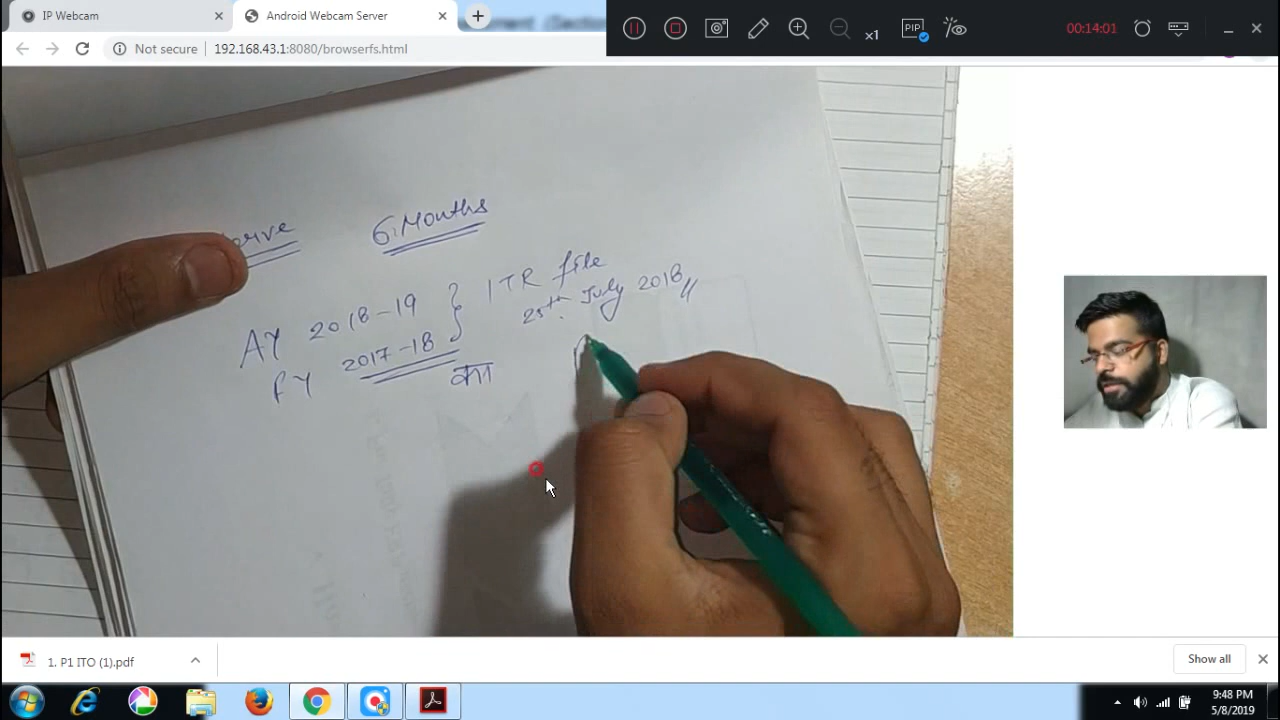 IP Webcam
Android Webcam Server
Not secure 192.168.43.1:8080/browserfs.html
x1
PIP
00:14:01
6 Months
AY 2018-19 } ITR file
FY 2017-18 25th July 2018
का
1. P1 ITO (1).pdf
Show all
9:48 PM
5/8/2019